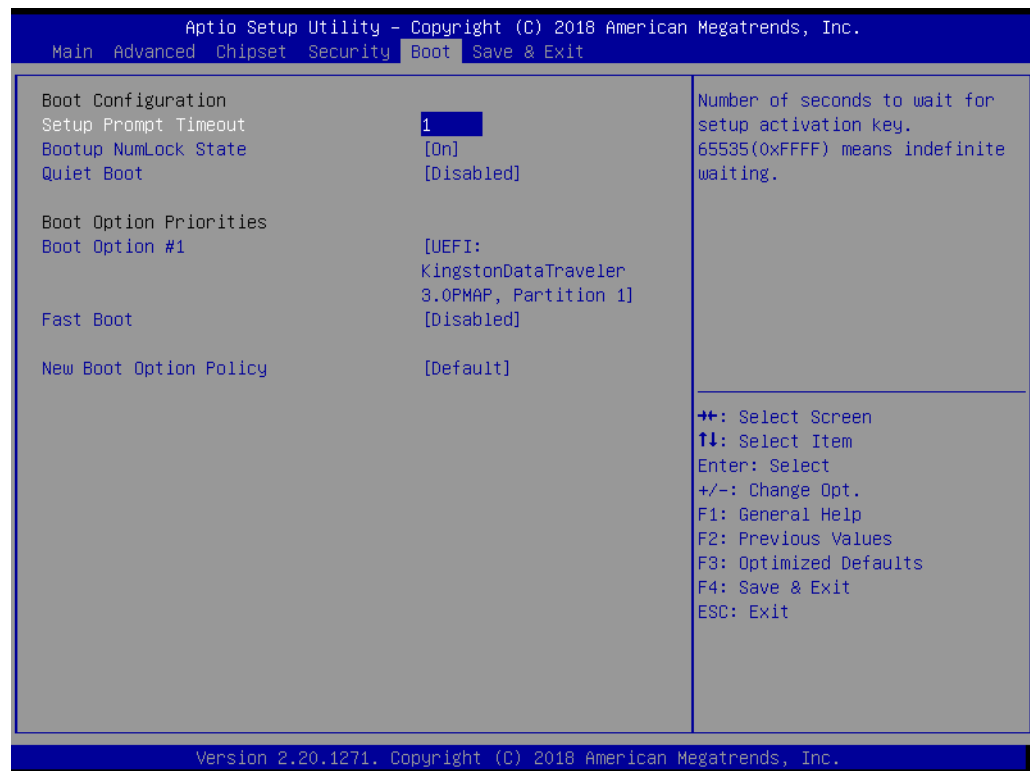 Aptio Setup Utility – Copyright (C) 2018 American Megatrends, Inc.
Main Advanced Chipset Security Boot Save & Exit
Boot Configuration
Setup Prompt Timeout 1
Bootup NumLock State [On]
Quiet Boot [Disabled]
Boot Option Priorities
Boot Option #1 [UEFI:
KingstonDataTraveler
3.0PMAP, Partition 1]
Fast Boot [Disabled]
New Boot Option Policy [Default]
Number of seconds to wait for
setup activation key.
65535(0xFFFF) means indefinite
waiting.
→←: Select Screen
↑↓: Select Item
Enter: Select
+/-: Change Opt.
F1: General Help
F2: Previous Values
F3: Optimized Defaults
F4: Save & Exit
ESC: Exit
Version 2.20.1271. Copyright (C) 2018 American Megatrends, Inc.